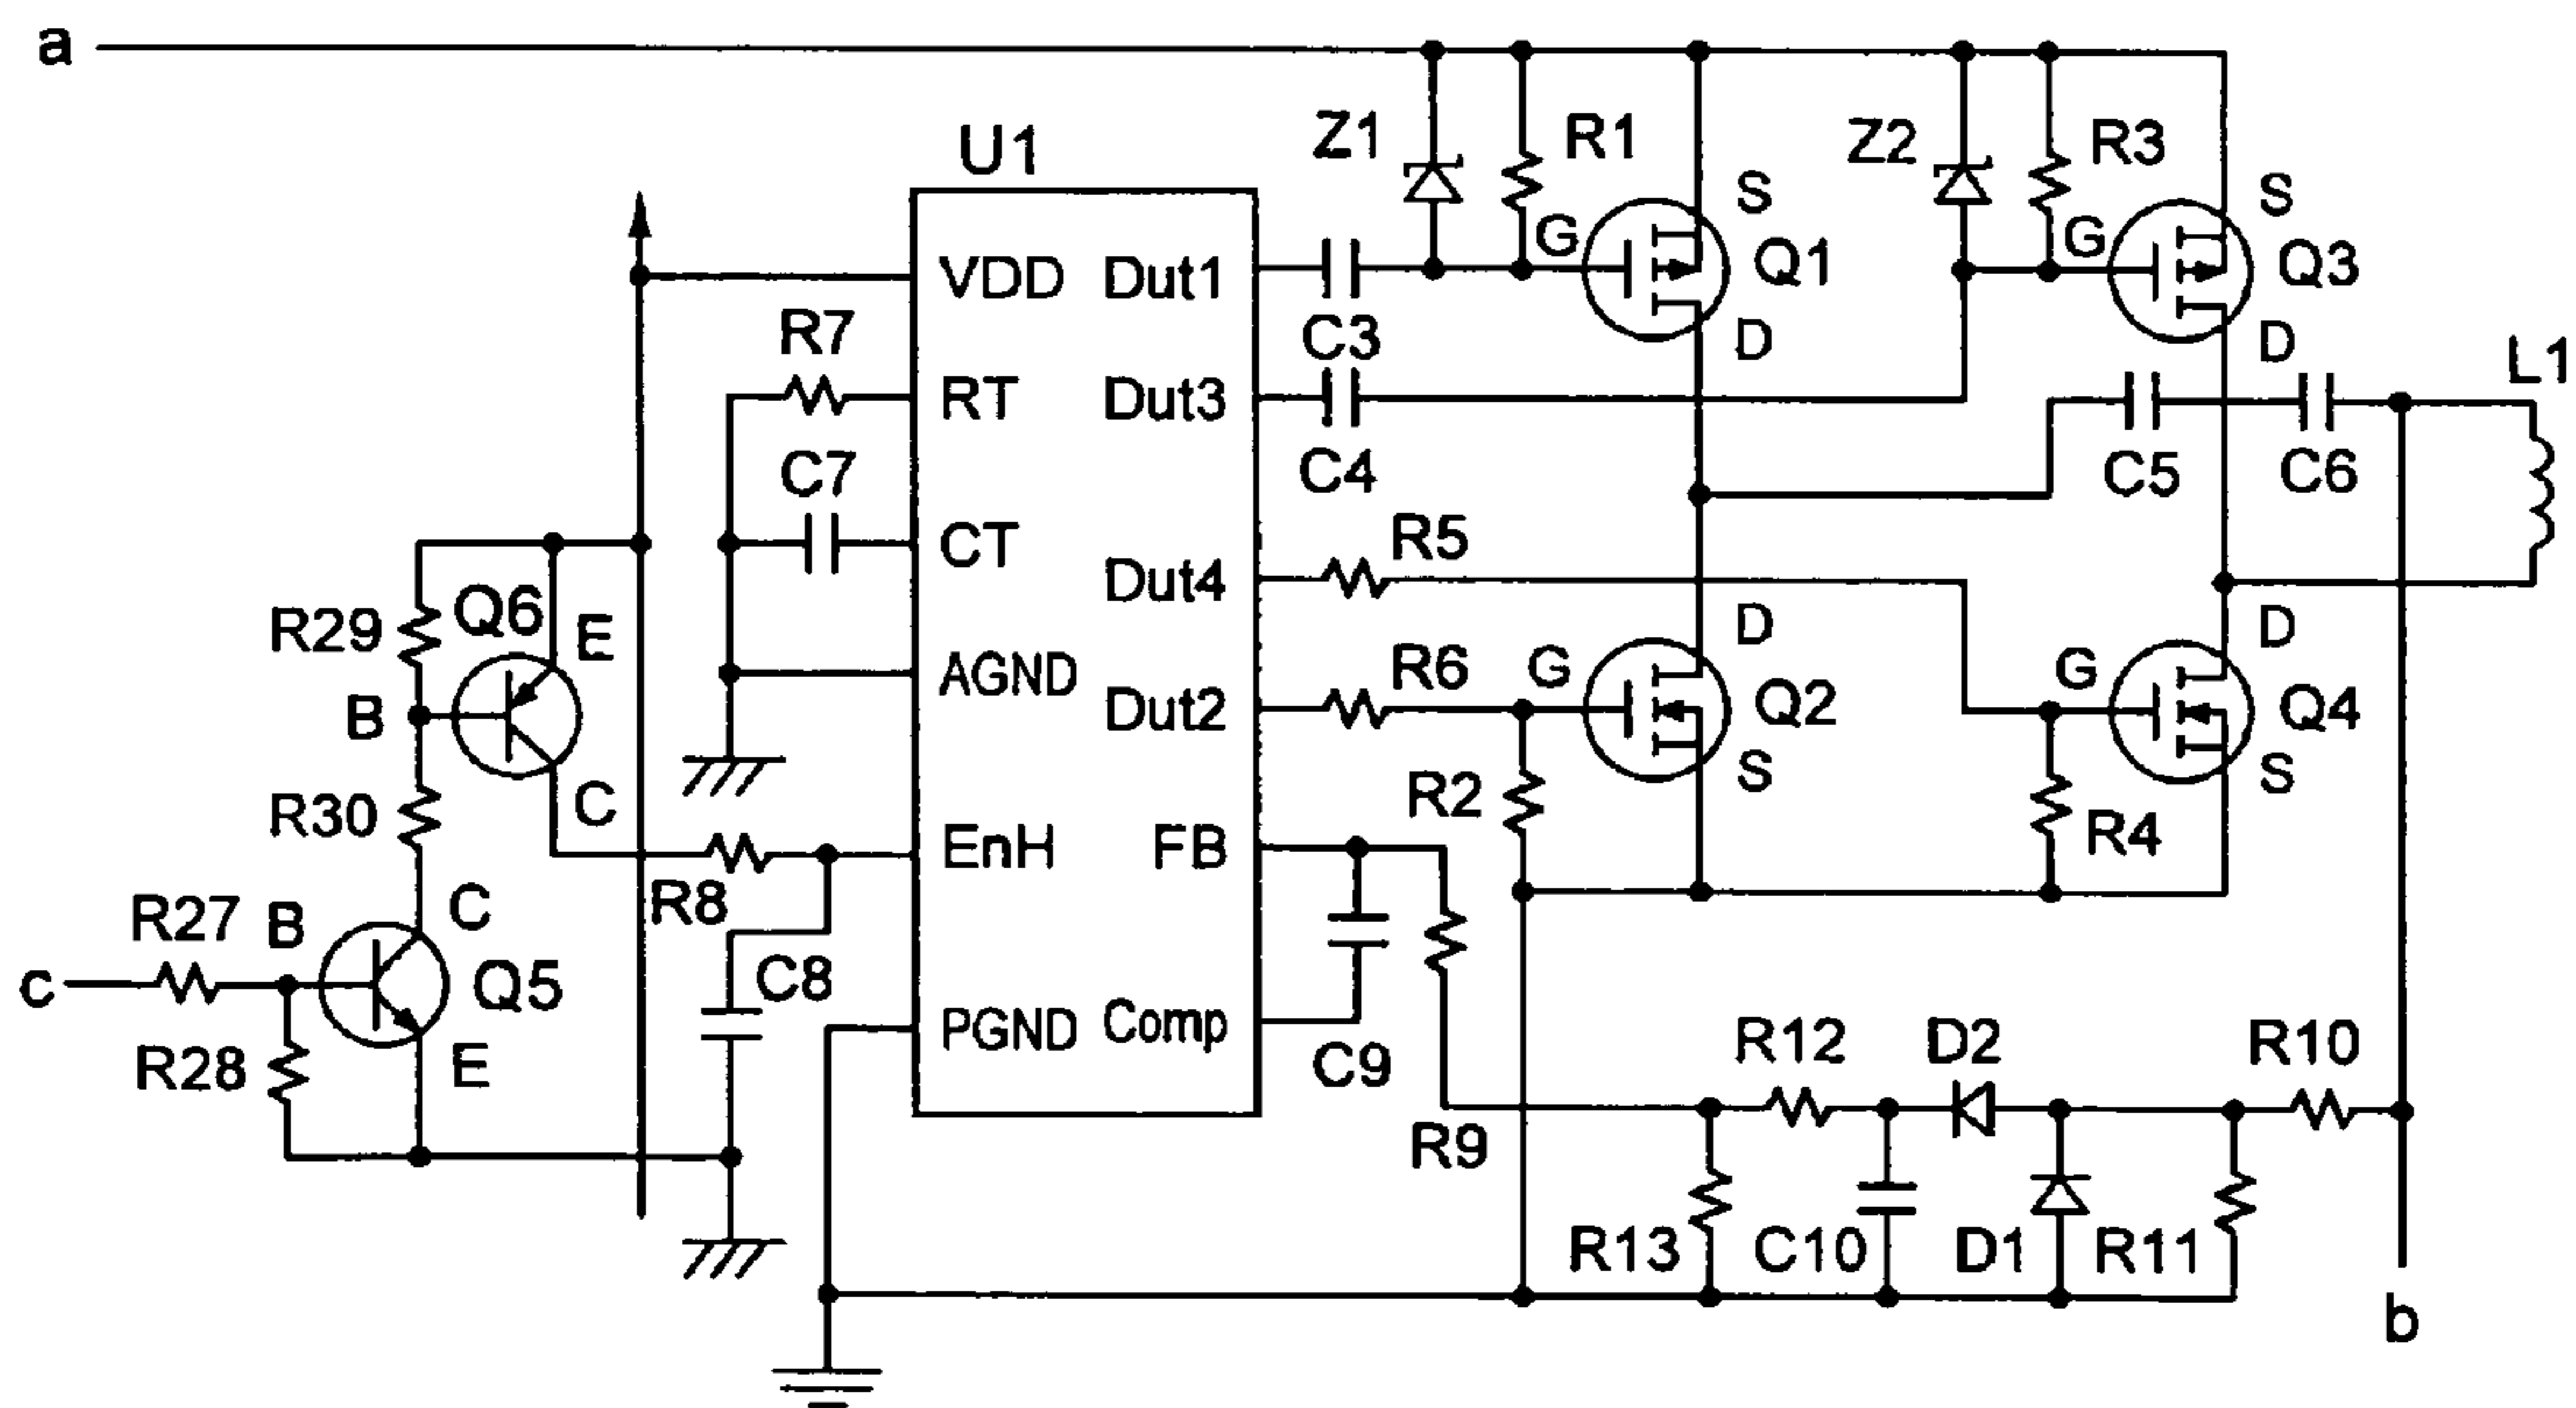 a
U1
Z1
R1
Z2
R3
S
S
G
Q1
G
Q3
VDD
Dut1
R7
C3
D
D
L1
RT
Dut3
C7
C4
C5
C6
R5
CT
Dut4
R29
Q6
E
D
D
AGND
R6
G
G
B
Dut2
Q2
Q4
S
S
R2
R30
C
R4
EnH
FB
R27
B
C
R8
c
Q5
C8
PGND
Comp
R28
E
C9
R12
D2
R10
R9
R13
C10
D1
R11
b